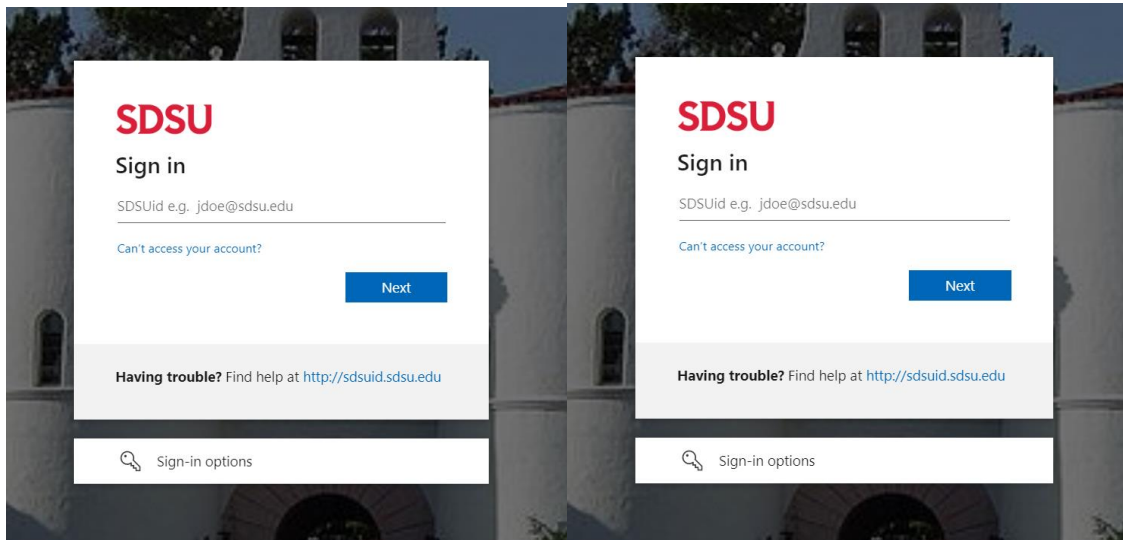 SDSU
Sign in
SDSUid e.g. jdoe@sdsu.edu
Can't access your account?
Next
Having trouble? Find help at http://sdsuid.sdsu.edu
Sign-in options
SDSU
Sign in
SDSUid e.g. jdoe@sdsu.edu
Can't access your account?
Next
Having trouble? Find help at http://sdsuid.sdsu.edu
Sign-in options